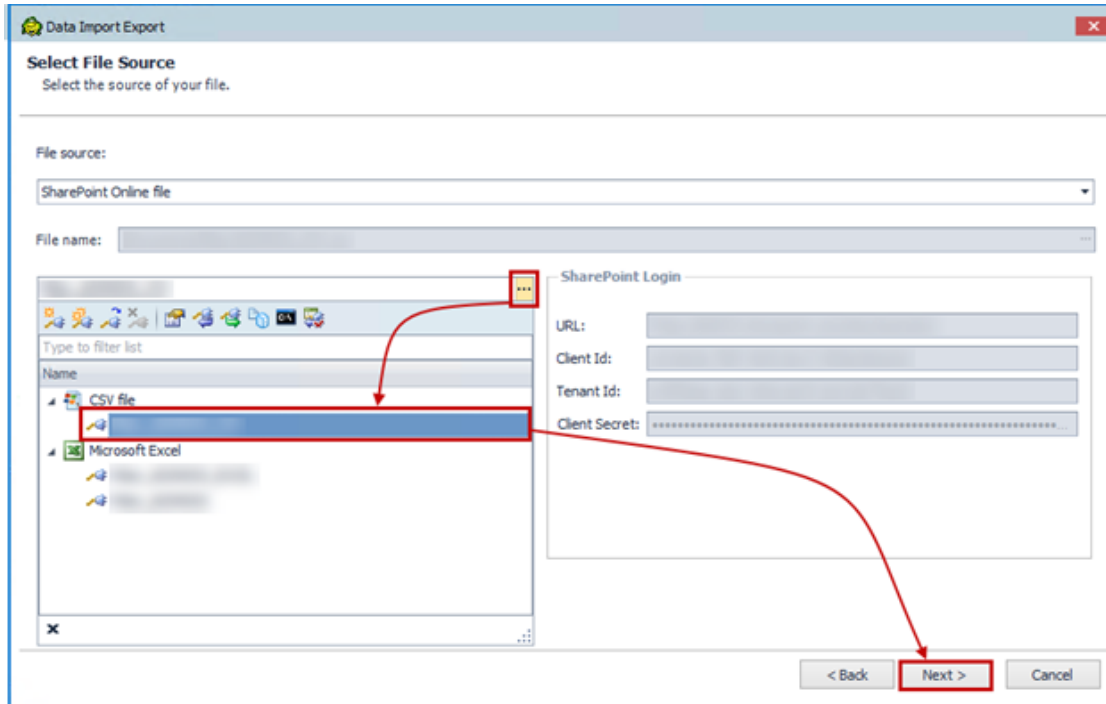 Data Import Export
Select File Source
Select the source of your file.
File source:
SharePoint Online file
File name:
...
SharePoint Login
Type to filter list
Name
CSV file
Microsoft Excel
URL:
Client Id:
Tenant Id:
Client Secret:
< Back
Next >
Cancel